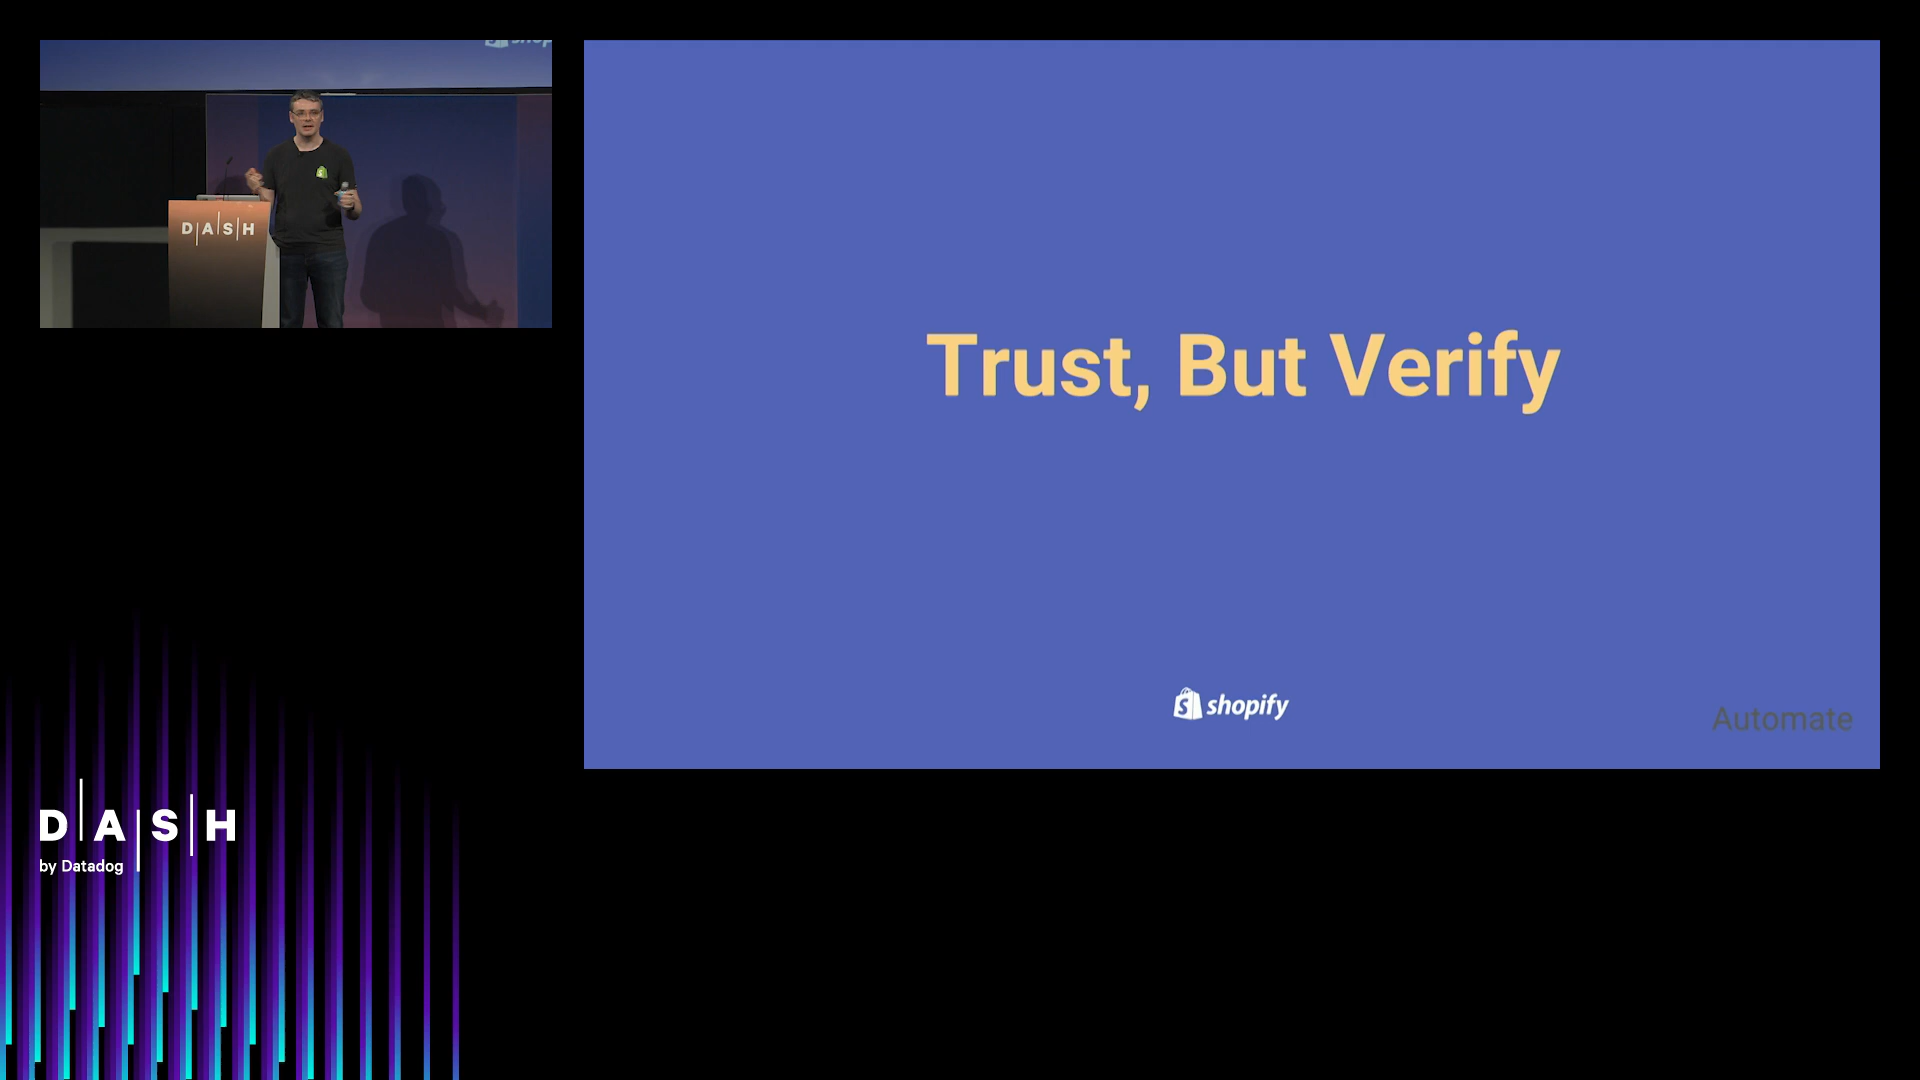 D|A|S|H
Trust, But Verify
shopify
Automate
D|A|S|H
by Datadog